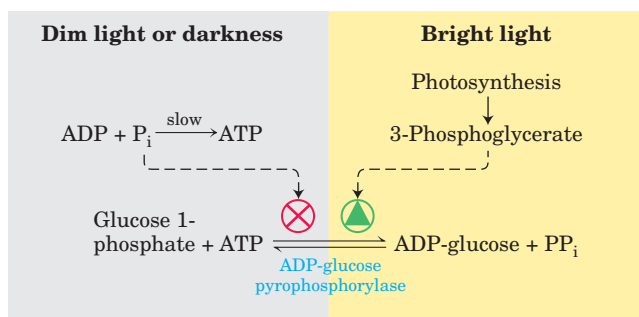 Dim light or darkness
Bright light
Photosynthesis
slow
ADP + Pi ATP
3-Phosphoglycerate
Glucose 1-
phosphate + ATP
ADP-glucose + PPi
ADP-glucose
pyrophosphorylase